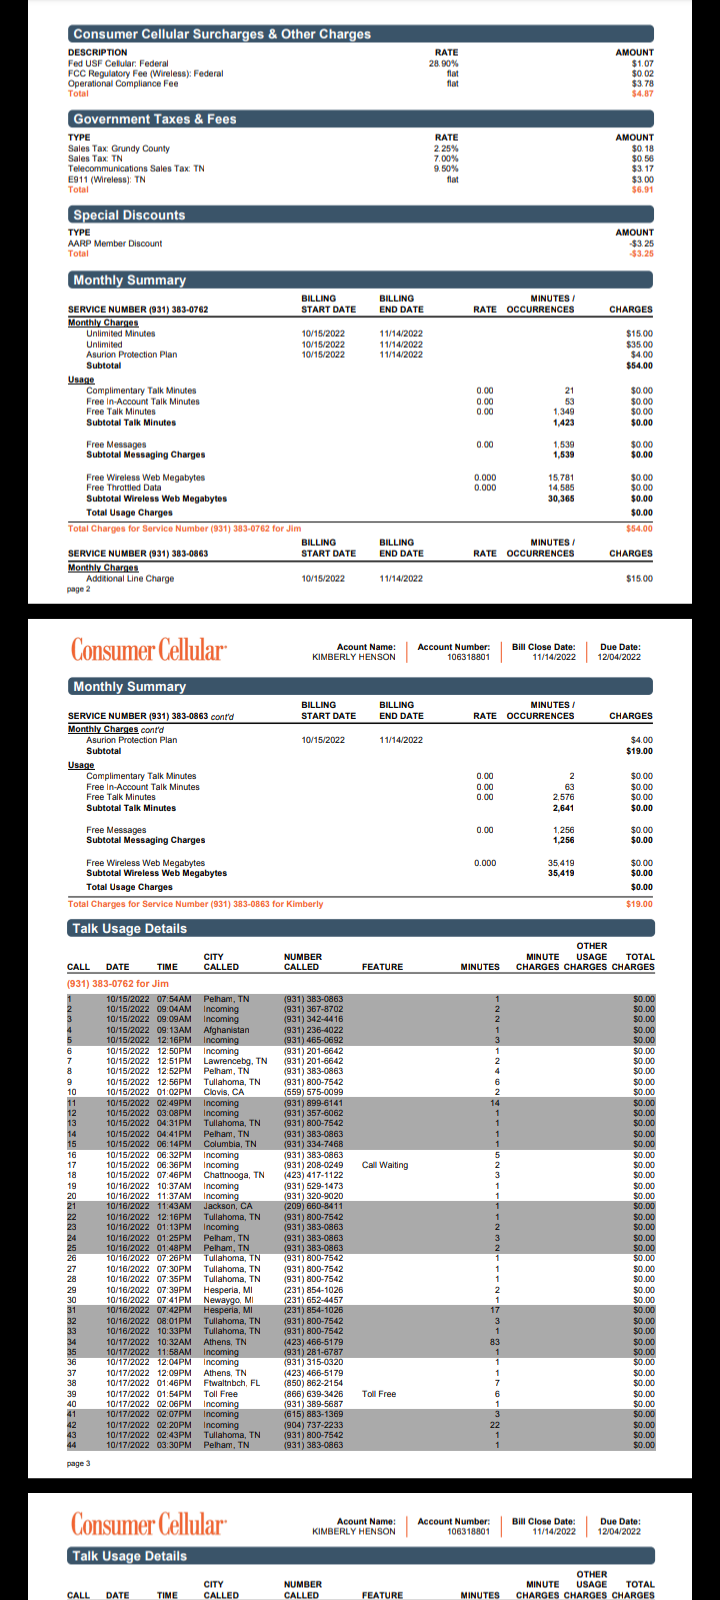 Consumer Cellular Surcharges & Other Charges
DESCRIPTION RATE AMOUNT
Fed USF Cellular: Federal 28.90% $1.07
FCC Regulatory Fee (Wireless): Federal flat $0.02
Operational Compliance Fee flat $3.78
Total $4.87
Government Taxes & Fees
TYPE RATE AMOUNT
Sales Tax: Grundy County 2.25% $0.18
Sales Tax: TN 7.00% $0.56
Telecommunications Sales Tax: TN 9.50% $3.17
E911 (Wireless): TN flat $3.00
Total $6.91
Special Discounts
TYPE AMOUNT
AARP Member Discount -$3.25
Total -$3.25
Monthly Summary
BILLING BILLING MINUTES /
SERVICE NUMBER (931) 383-0762 START DATE END DATE RATE OCCURRENCES CHARGES
Monthly Charges
Unlimited Minutes 10/15/2022 11/14/2022 $15.00
Unlimited 10/15/2022 11/14/2022 $35.00
Asurion Protection Plan 10/15/2022 11/14/2022 $4.00
Subtotal $54.00
Usage
Complimentary Talk Minutes 0.00 21 $0.00
Free In-Account Talk Minutes 0.00 53 $0.00
Free Talk Minutes 0.00 1,349 $0.00
Subtotal Talk Minutes 1,423 $0.00
Free Messages 0.00 1,539 $0.00
Subtotal Messaging Charges 1,539 $0.00
Free Wireless Web Megabytes 0.000 15,781 $0.00
Free Throttled Data 0.000 14,585 $0.00
Subtotal Wireless Web Megabytes 30,365 $0.00
Total Usage Charges $0.00
Total Charges for Service Number (931) 383-0762 for Jim $54.00
BILLING BILLING MINUTES /
SERVICE NUMBER (931) 383-0863 START DATE END DATE RATE OCCURRENCES CHARGES
Monthly Charges
Additional Line Charge 10/15/2022 11/14/2022 $15.00
page 2
Consumer Cellular
Acount Name: Account Number: Bill Close Date: Due Date:
KIMBERLY HENSON 106318801 11/14/2022 12/04/2022
Monthly Summary
BILLING BILLING MINUTES /
SERVICE NUMBER (931) 383-0863 cont'd START DATE END DATE RATE OCCURRENCES CHARGES
Monthly Charges cont'd
Asurion Protection Plan 10/15/2022 11/14/2022 $4.00
Subtotal $19.00
Usage
Complimentary Talk Minutes 0.00 2 $0.00
Free In-Account Talk Minutes 0.00 63 $0.00
Free Talk Minutes 0.00 2,576 $0.00
Subtotal Talk Minutes 2,641 $0.00
Free Messages 0.00 1,256 $0.00
Subtotal Messaging Charges 1,256 $0.00
Free Wireless Web Megabytes 0.000 35,419 $0.00
Subtotal Wireless Web Megabytes 35,419 $0.00
Total Usage Charges $0.00
Total Charges for Service Number (931) 383-0863 for Kimberly $19.00
Talk Usage Details
OTHER
CITY NUMBER MINUTE USAGE TOTAL
CALL DATE TIME CALLED CALLED FEATURE MINUTES CHARGES CHARGES CHARGES
(931) 383-0762 for Jim
1 10/15/2022 07:54AM Pelham, TN (931) 383-0863 1 $0.00
2 10/15/2022 09:04AM Incoming (931) 367-8702 2 $0.00
3 10/15/2022 09:09AM Incoming (931) 342-4416 2 $0.00
4 10/15/2022 09:13AM Afghanistan (931) 236-4022 1 $0.00
5 10/15/2022 12:16PM Incoming (931) 465-0692 3 $0.00
6 10/15/2022 12:50PM Incoming (931) 201-6642 1 $0.00
7 10/15/2022 12:51PM Lawrencebg, TN (931) 201-6642 2 $0.00
8 10/15/2022 12:52PM Pelham, TN (931) 383-0863 4 $0.00
9 10/15/2022 12:56PM Tullahoma, TN (931) 800-7542 6 $0.00
10 10/15/2022 01:02PM Clovis, CA (559) 575-0099 2 $0.00
11 10/15/2022 02:49PM Incoming (931) 899-6141 14 $0.00
12 10/15/2022 03:08PM Incoming (931) 357-6062 1 $0.00
13 10/15/2022 04:31PM Tullahoma, TN (931) 800-7542 1 $0.00
14 10/15/2022 04:41PM Pelham, TN (931) 383-0863 1 $0.00
15 10/15/2022 06:14PM Columbia, TN (931) 334-7468 1 $0.00
16 10/15/2022 06:32PM Incoming (931) 383-0863 5 $0.00
17 10/15/2022 06:36PM Incoming (931) 208-0249 Call Waiting 2 $0.00
18 10/15/2022 07:46PM Chattnooga, TN (423) 417-1122 3 $0.00
19 10/16/2022 10:37AM Incoming (931) 529-1473 1 $0.00
20 10/16/2022 11:37AM Incoming (931) 320-9020 1 $0.00
21 10/16/2022 11:43AM Jackson, CA (209) 660-8411 1 $0.00
22 10/16/2022 12:16PM Tullahoma, TN (931) 800-7542 1 $0.00
23 10/16/2022 01:13PM Incoming (931) 383-0863 2 $0.00
24 10/16/2022 01:25PM Pelham, TN (931) 383-0863 3 $0.00
25 10/16/2022 01:48PM Pelham, TN (931) 383-0863 2 $0.00
26 10/16/2022 07:26PM Tullahoma, TN (931) 800-7542 1 $0.00
27 10/16/2022 07:30PM Tullahoma, TN (931) 800-7542 1 $0.00
28 10/16/2022 07:35PM Tullahoma, TN (931) 800-7542 1 $0.00
29 10/16/2022 07:39PM Hesperia, MI (231) 854-1026 2 $0.00
30 10/16/2022 07:41PM Newaygo, MI (231) 652-4457 1 $0.00
31 10/16/2022 07:42PM Hesperia, MI (231) 854-1026 17 $0.00
32 10/16/2022 08:01PM Tullahoma, TN (931) 800-7542 3 $0.00
33 10/16/2022 10:33PM Tullahoma, TN (931) 800-7542 1 $0.00
34 10/17/2022 10:32AM Athens, TN (423) 466-5179 83 $0.00
35 10/17/2022 11:58AM Incoming (931) 281-6787 1 $0.00
36 10/17/2022 12:04PM Incoming (931) 315-0320 1 $0.00
37 10/17/2022 12:09PM Athens, TN (423) 466-5179 1 $0.00
38 10/17/2022 01:46PM Ftwaltnbch, FL (850) 862-2154 7 $0.00
39 10/17/2022 01:54PM Toll Free (866) 639-3426 Toll Free 6 $0.00
40 10/17/2022 02:06PM Incoming (931) 389-5687 1 $0.00
41 10/17/2022 02:07PM Incoming (615) 883-1369 3 $0.00
42 10/17/2022 02:20PM Incoming (904) 737-2233 22 $0.00
43 10/17/2022 02:43PM Tullahoma, TN (931) 800-7542 1 $0.00
44 10/17/2022 03:30PM Pelham, TN (931) 383-0863 1 $0.00
page 3
Consumer Cellular
Acount Name: Account Number: Bill Close Date: Due Date:
KIMBERLY HENSON 106318801 11/14/2022 12/04/2022
Talk Usage Details
OTHER
CITY NUMBER MINUTE USAGE TOTAL
CALL DATE TIME CALLED CALLED FEATURE MINUTES CHARGES CHARGES CHARGES